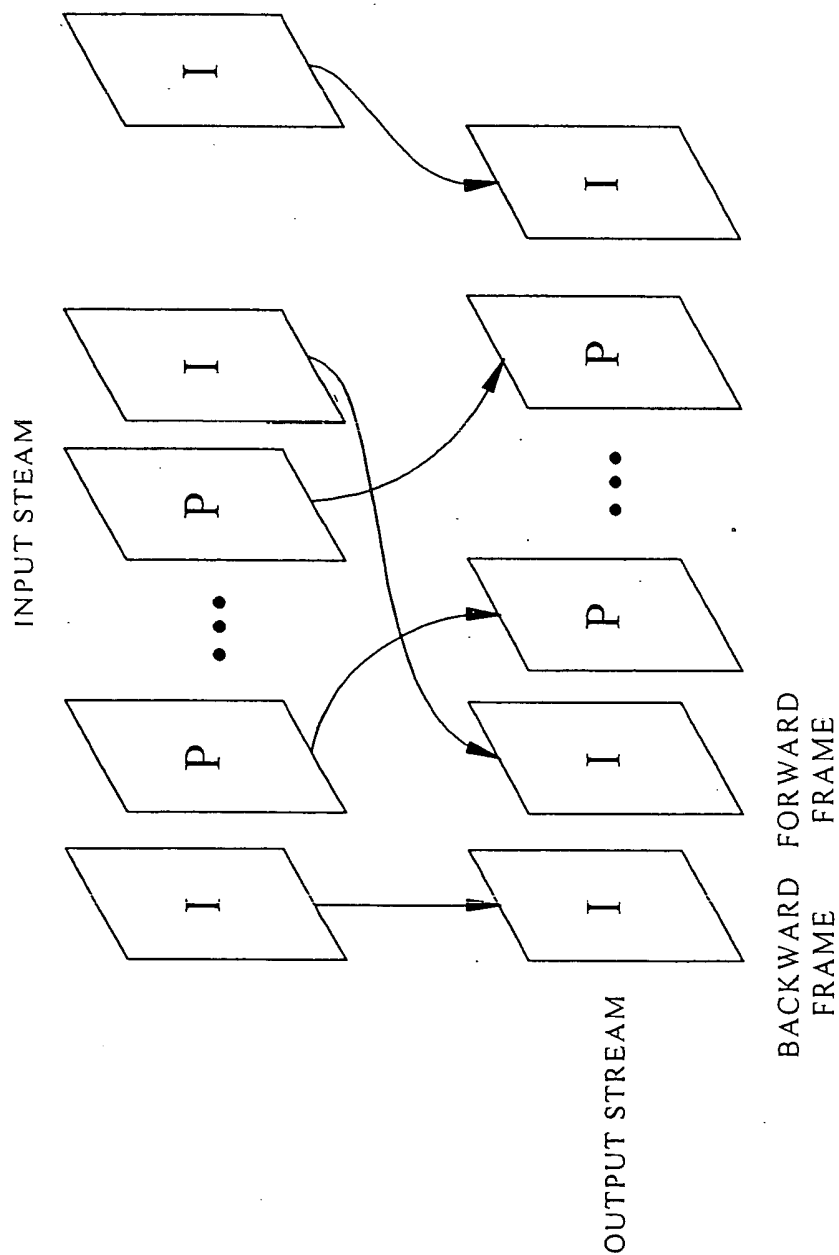 INPUT STEAM
I P ••• P I I
OUTPUT STREAM
I I P ••• P I
BACKWARD FRAME
FORWARD FRAME